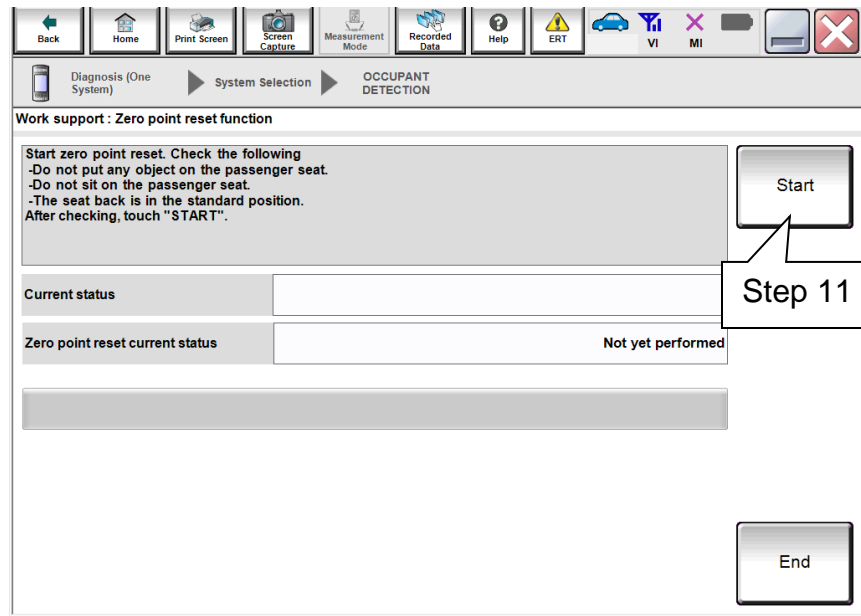 Back
Home
Print Screen
Screen
Capture
Measurement
Mode
Recorded
Data
Help
ERT
VI
MI
Diagnosis (One
System)
System Selection
OCCUPANT
DETECTION
Work support : Zero point reset function
Start zero point reset. Check the following
-Do not put any object on the passenger seat.
-Do not sit on the passenger seat.
-The seat back is in the standard position.
After checking, touch "START".
Start
Step 11
Current status
Zero point reset current status
Not yet performed
End